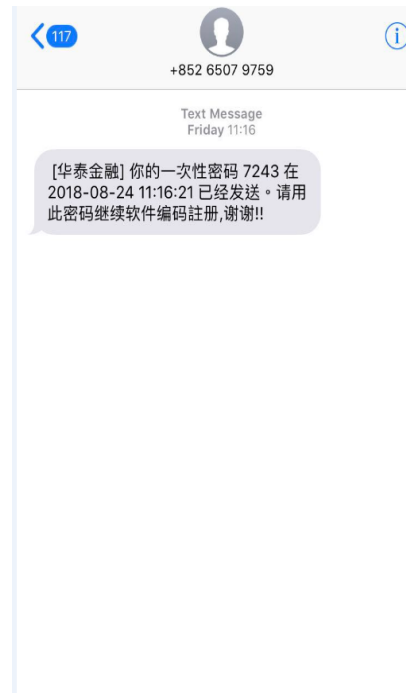 117
+852 6507 9759
Text Message
Friday 11:16
[华泰金融] 你的一次性密码 7243 在
2018-08-24 11:16:21 已经发送。请用
此密码继续软件编码註册,谢谢!!